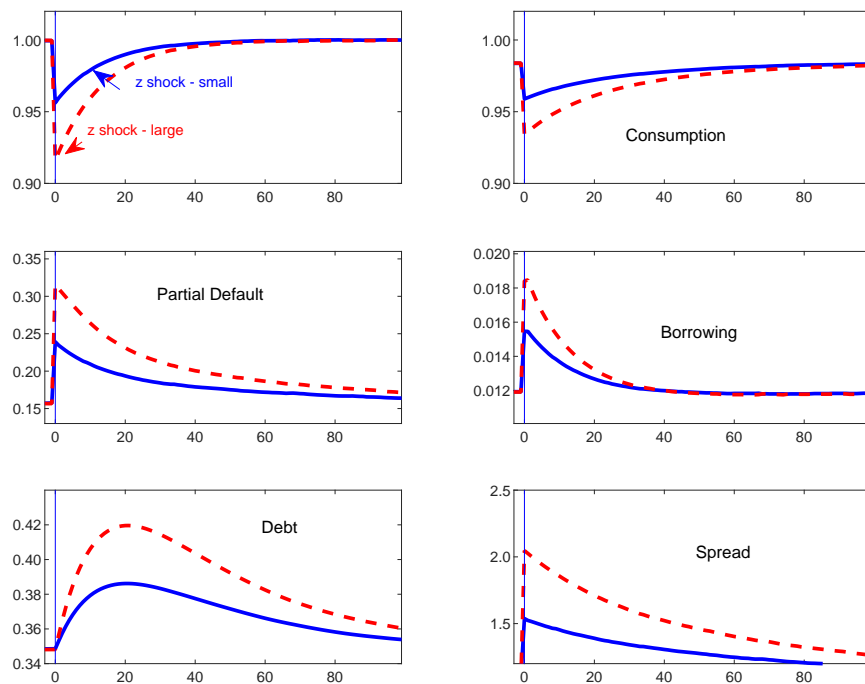 1.00
0.95
0.90
0 20 40 60 80
z shock - small
z shock - large
1.00
0.95
0.90
0 20 40 60 80
Consumption
0.35
0.30
0.25
0.20
0.15
0 20 40 60 80
Partial Default
0.020
0.018
0.016
0.014
0.012
0 20 40 60 80
Borrowing
0.42
0.40
0.38
0.36
0.34
0 20 40 60 80
Debt
2.5
2.0
1.5
0 20 40 60 80
Spread